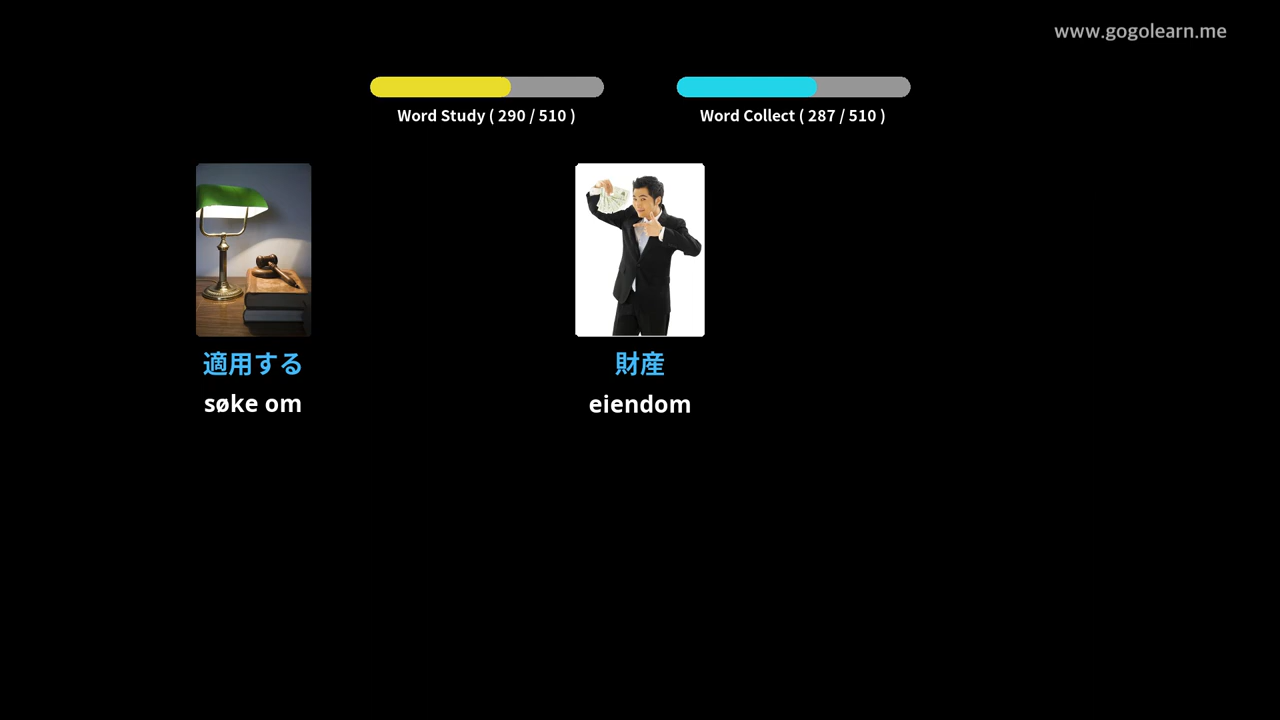 www.gogolearn.me
Word Study ( 290 / 510 )
Word Collect ( 287 / 510 )
適用する
søke om
財産
eiendom